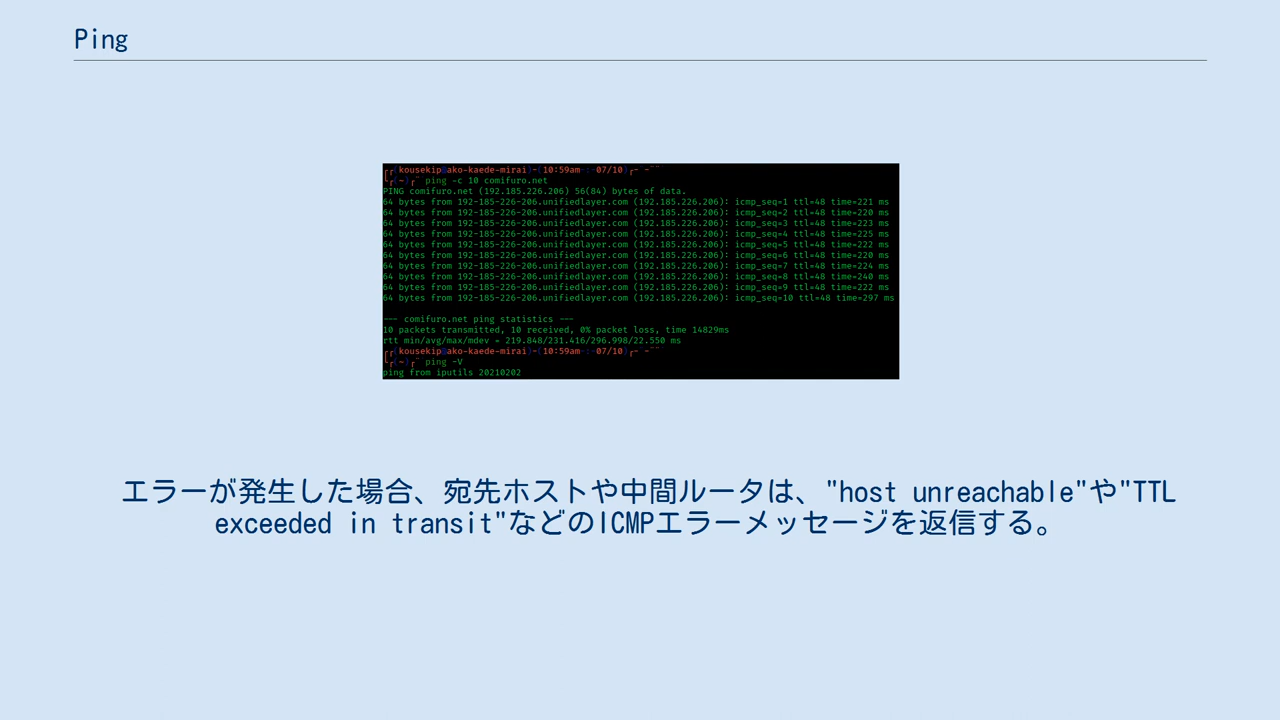 Ping
┌┌(kousekip@ako-kaede-mirai)-(10:59am-:-07/10)┌- -¯¯
└┌(~)┌¯ ping -c 10 comifuro.net
PING comifuro.net (192.185.226.206) 56(84) bytes of data.
64 bytes from 192-185-226-206.unifiedlayer.com (192.185.226.206): icmp_seq=1 ttl=48 time=221 ms
64 bytes from 192-185-226-206.unifiedlayer.com (192.185.226.206): icmp_seq=2 ttl=48 time=220 ms
64 bytes from 192-185-226-206.unifiedlayer.com (192.185.226.206): icmp_seq=3 ttl=48 time=223 ms
64 bytes from 192-185-226-206.unifiedlayer.com (192.185.226.206): icmp_seq=4 ttl=48 time=225 ms
64 bytes from 192-185-226-206.unifiedlayer.com (192.185.226.206): icmp_seq=5 ttl=48 time=222 ms
64 bytes from 192-185-226-206.unifiedlayer.com (192.185.226.206): icmp_seq=6 ttl=48 time=220 ms
64 bytes from 192-185-226-206.unifiedlayer.com (192.185.226.206): icmp_seq=7 ttl=48 time=224 ms
64 bytes from 192-185-226-206.unifiedlayer.com (192.185.226.206): icmp_seq=8 ttl=48 time=240 ms
64 bytes from 192-185-226-206.unifiedlayer.com (192.185.226.206): icmp_seq=9 ttl=48 time=222 ms
64 bytes from 192-185-226-206.unifiedlayer.com (192.185.226.206): icmp_seq=10 ttl=48 time=297 ms
--- comifuro.net ping statistics ---
10 packets transmitted, 10 received, 0% packet loss, time 14829ms
rtt min/avg/max/mdev = 219.848/231.416/296.998/22.550 ms
┌┌(kousekip@ako-kaede-mirai)-(10:59am-:-07/10)┌- -¯¯
└┌(~)┌¯ ping -V
ping from iputils 20210202
エラーが発生した場合、宛先ホストや中間ルータは、"host unreachable"や"TTL
exceeded in transit"などのICMPエラーメッセージを返信する。